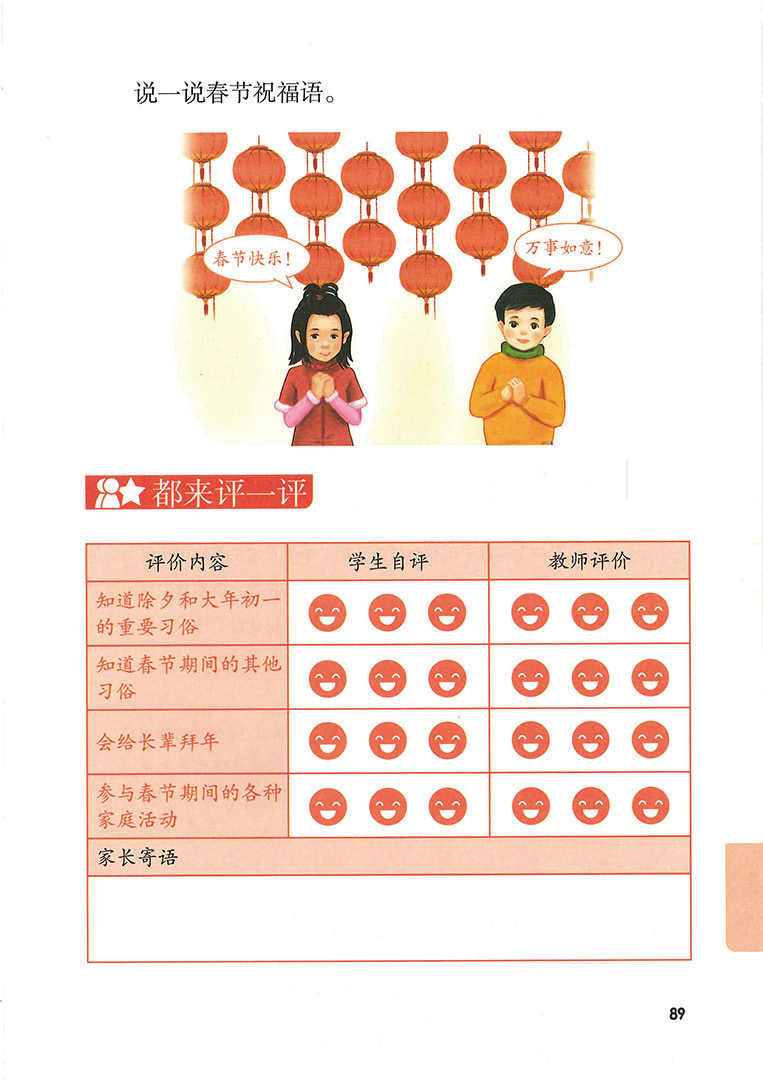 说一说春节祝福语。
春节快乐！
万事如意！
都来评一评
评价内容 学生自评 教师评价
知道除夕和大年初一
的重要习俗
知道春节期间的其他
习俗
会给长辈拜年
参与春节期间的各种
家庭活动
家长寄语
89